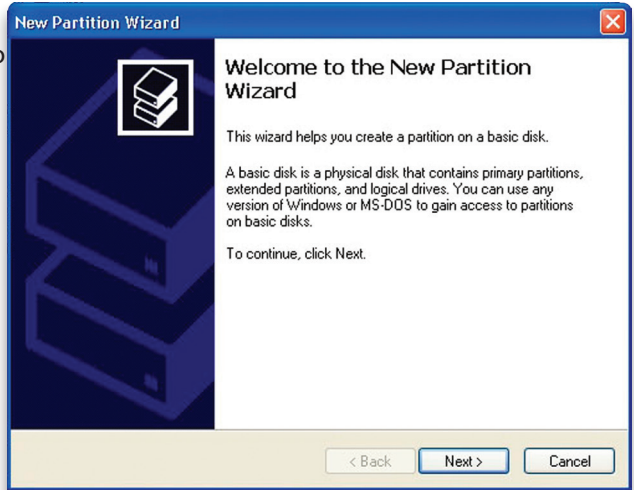 New Partition Wizard
Welcome to the New Partition
Wizard
This wizard helps you create a partition on a basic disk.
A basic disk is a physical disk that contains primary partitions,
extended partitions, and logical drives. You can use any
version of Windows or MS-DOS to gain access to partitions
on basic disks.
To continue, click Next.
< Back
Next >
Cancel